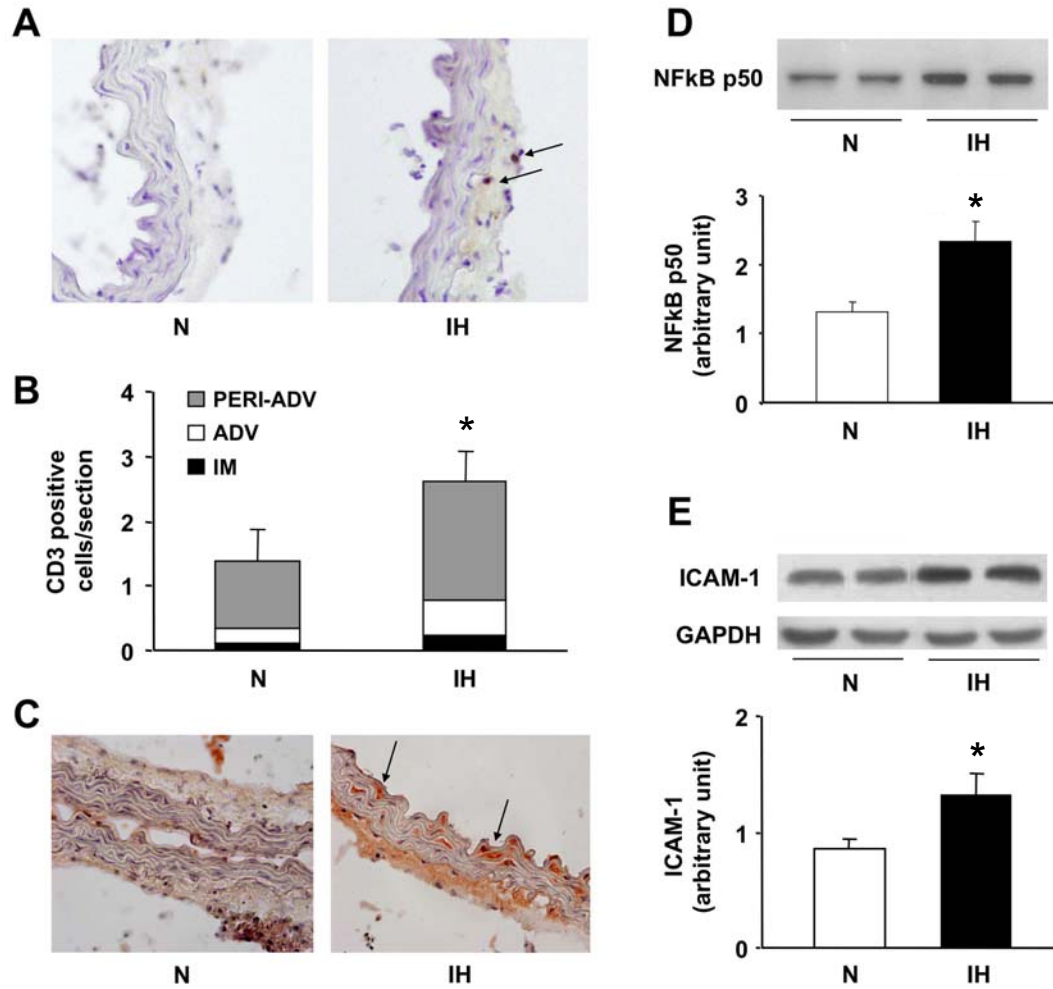 A
N
IH
B
4
3
2
1
0
CD3 positive
cells/section
PERI-ADV
ADV
IM
*
N
IH
C
N
IH
D
NFkB p50
N
IH
3
2
1
0
NFkB p50
(arbitrary unit)
*
N
IH
E
ICAM-1
GAPDH
N
IH
2
1
0
ICAM-1
(arbitrary unit)
*
N
IH